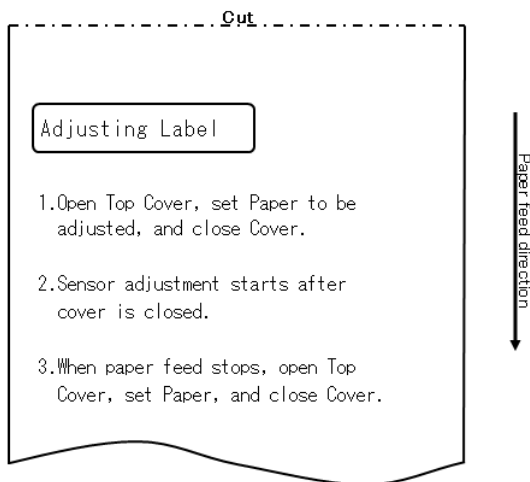 Cut
Adjusting Label
1.Open Top Cover, set Paper to be
adjusted, and close Cover.
2.Sensor adjustment starts after
cover is closed.
3.When paper feed stops, open Top
Cover, set Paper, and close Cover.
Paper feed direction